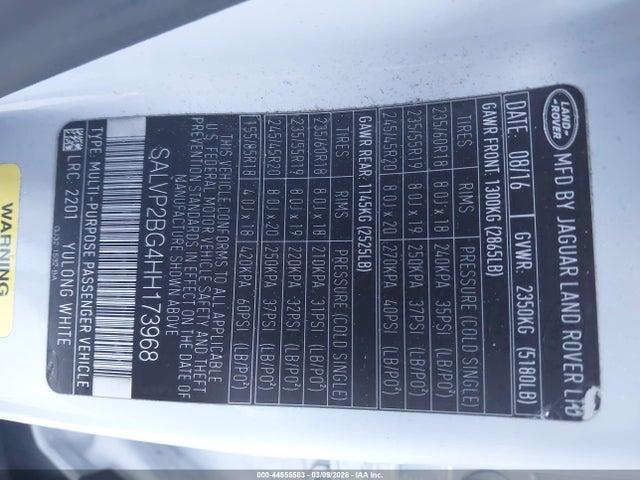 LAND
ROVER
MFD BY JAGUAR LAND ROVER LTD
DATE: 08/16 GVWR: 2350KG (5180LB)
GAWR FRONT: 1300KG (2865LB)
TIRES RIMS PRESSURE (COLD SINGLE)
235/60R18 8.0J x 18 240KPA 35PSI (LB/PO²)
235/55R19 8.0J x 19 250KPA 37PSI (LB/PO²)
245/45R20 8.0J x 20 270KPA 40PSI (LB/PO²)
GAWR REAR: 1145KG (2525LB)
TIRES RIMS PRESSURE (COLD SINGLE)
235/60R18 8.0J x 18 210KPA 31PSI (LB/PO²)
235/55R19 8.0J x 19 220KPA 32PSI (LB/PO²)
245/45R20 8.0J x 20 250KPA 37PSI (LB/PO²)
T155/85R18 4.0J x 18 420KPA 60PSI (LB/PO²)
THIS VEHICLE CONFORMS TO ALL APPLICABLE
U.S. FEDERAL MOTOR VEHICLE SAFETY AND THEFT
PREVENTION STANDARDS IN EFFECT ON THE DATE OF
MANUFACTURE SHOWN ABOVE
SALVP2BG4HH173968
TYPE: MULTI-PURPOSE PASSENGER VEHICLE
LRC: 2201 YULONG WHITE
WARNING
000-44555583 - 03/09/2026 - IAAI.com